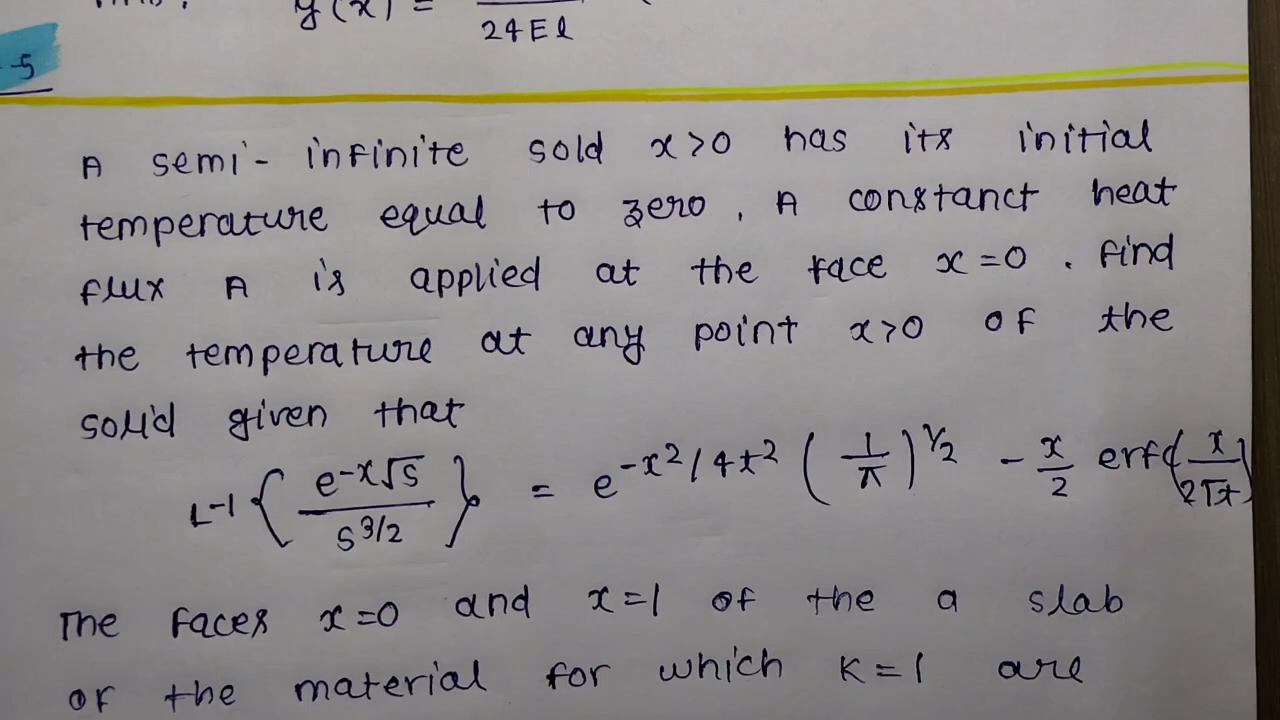 y(x) =
24El
-5
A semi- infinite sold x>0 has its initial
temperature equal to zero. A constanct heat
flux A is applied at the face x=0. find
the temperature at any point x>0 of the
solid given that
L-1 { e-x√s / s3/2 } = e-x2/4t2 (1/π)1/2 - x/2 erfc(x/2√t)
The faces x=0 and x=1 of the a slab
of the material for which K=1 are